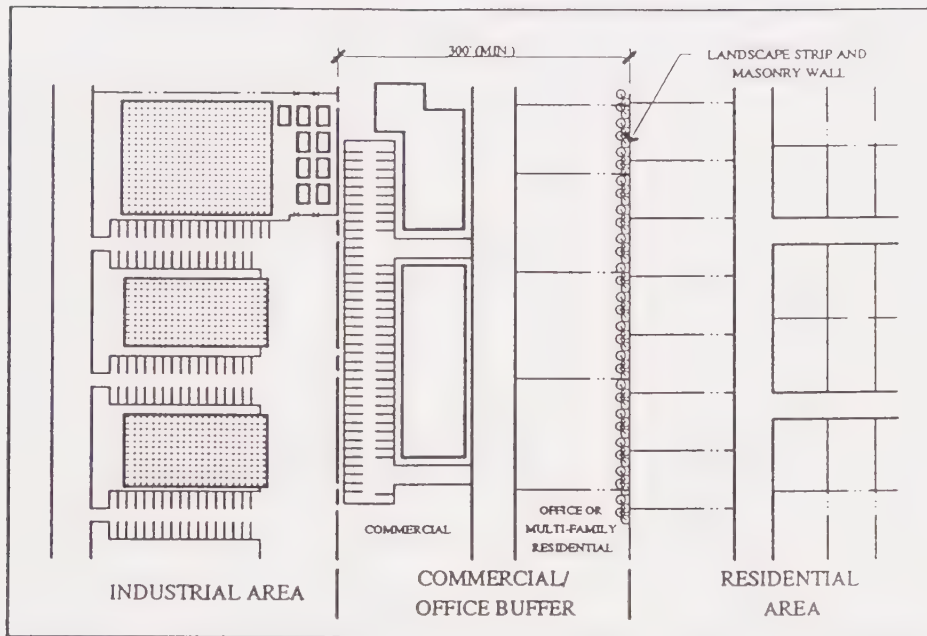 300' (MIN.)
LANDSCAPE STRIP AND
MASONRY WALL
COMMERCIAL
OFFICE OR
MULTI-FAMILY
RESIDENTIAL
INDUSTRIAL AREA
COMMERCIAL/
OFFICE BUFFER
RESIDENTIAL
AREA